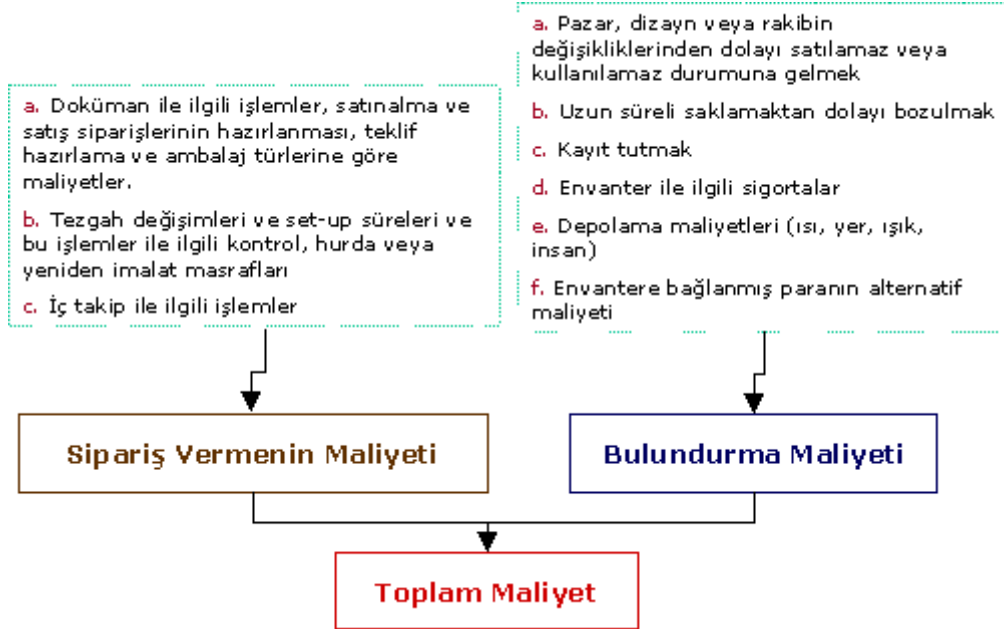 a. Doküman ile ilgili işlemler, satınalma ve
satış siparişlerinin hazırlanması, teklif
hazırlama ve ambalaj türlerine göre
maliyetler.
b. Tezgah değişimleri ve set-up süreleri ve
bu işlemler ile ilgili kontrol, hurda veya
yeniden imalat masrafları
c. İç takip ile ilgili işlemler
a. Pazar, dizayn veya rakibin
değişikliklerinden dolayı satılamaz veya
kullanılamaz durumuna gelmek
b. Uzun süreli saklamaktan dolayı bozulmak
c. Kayıt tutmak
d. Envanter ile ilgili sigortalar
e. Depolama maliyetleri (ısı, yer, ışık,
insan)
f. Envantere bağlanmış paranın alternatif
maliyeti
Sipariş Vermenin Maliyeti
Bulundurma Maliyeti
Toplam Maliyet